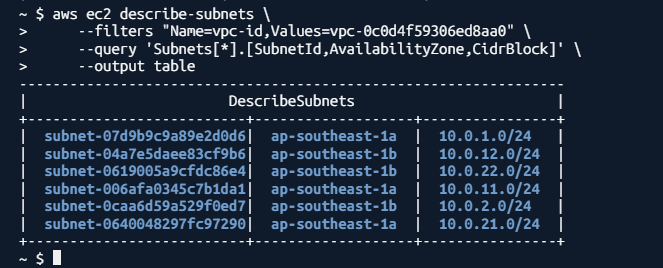 ~ $ aws ec2 describe-subnets \
>     --filters "Name=vpc-id,Values=vpc-0c0d4f59306ed8aa0" \
>     --query 'Subnets[*].[SubnetId,AvailabilityZone,CidrBlock]' \
>     --output table
---------------------------------------------------------------
|                       DescribeSubnets                       |
+---------------------------+------------------+----------------+
|  subnet-07d9b9c9a89e2d0d6|  ap-southeast-1a  |  10.0.1.0/24   |
|  subnet-04a7e5daee83cf9b6|  ap-southeast-1b  |  10.0.12.0/24  |
|  subnet-0619005a9cfdc86e4|  ap-southeast-1b  |  10.0.22.0/24  |
|  subnet-006afa0345c7b1da1|  ap-southeast-1a  |  10.0.11.0/24  |
|  subnet-0caa6d59a529f0ed7|  ap-southeast-1b  |  10.0.2.0/24   |
|  subnet-0640048297fc97290|  ap-southeast-1a  |  10.0.21.0/24  |
+---------------------------+------------------+----------------+
~ $